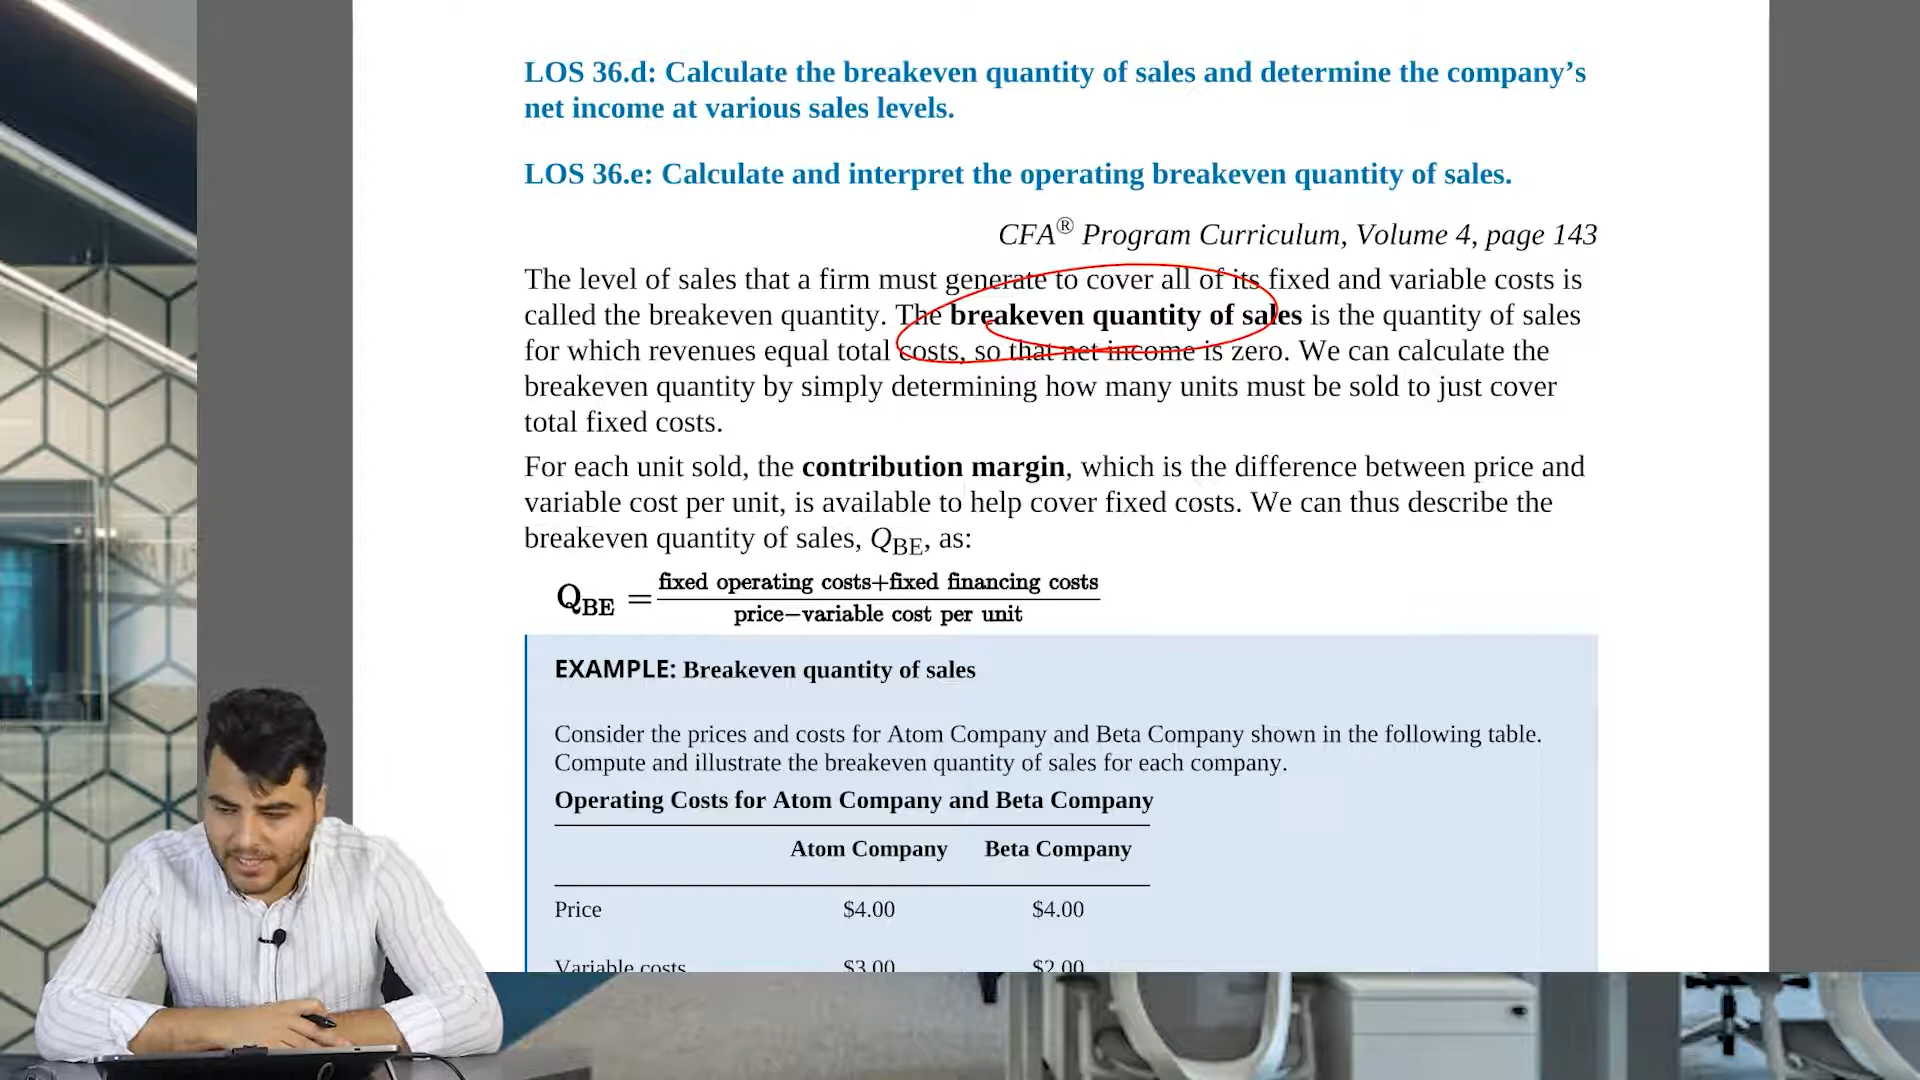 LOS 36.d: Calculate the breakeven quantity of sales and determine the company’s
net income at various sales levels.
LOS 36.e: Calculate and interpret the operating breakeven quantity of sales.
CFA® Program Curriculum, Volume 4, page 143
The level of sales that a firm must generate to cover all of its fixed and variable costs is
called the breakeven quantity. The breakeven quantity of sales is the quantity of sales
for which revenues equal total costs, so that net income is zero. We can calculate the
breakeven quantity by simply determining how many units must be sold to just cover
total fixed costs.
For each unit sold, the contribution margin, which is the difference between price and
variable cost per unit, is available to help cover fixed costs. We can thus describe the
breakeven quantity of sales, QBE, as:
QBE = fixed operating costs+fixed financing costs
price−variable cost per unit
EXAMPLE: Breakeven quantity of sales
Consider the prices and costs for Atom Company and Beta Company shown in the following table.
Compute and illustrate the breakeven quantity of sales for each company.
Operating Costs for Atom Company and Beta Company
Atom Company Beta Company
Price $4.00 $4.00
Variable costs $3.00 $2.00